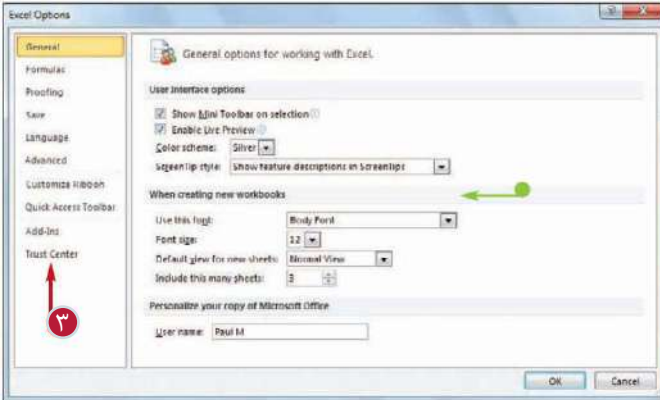 Excel Options
General
Formulas
Proofing
Save
Language
Advanced
Customize Ribbon
Quick Access Toolbar
Add-Ins
Trust Center
٣
General options for working with Excel.
User Interface options
Show Mini Toolbar on selection
Enable Live Preview
Color scheme: Silver
ScreenTip style: Show feature descriptions in ScreenTips
When creating new workbooks
Use this font: Body Font
Font size: 12
Default view for new sheets: Normal View
Include this many sheets: 3
Personalize your copy of Microsoft Office
User name: Paul M
OK Cancel